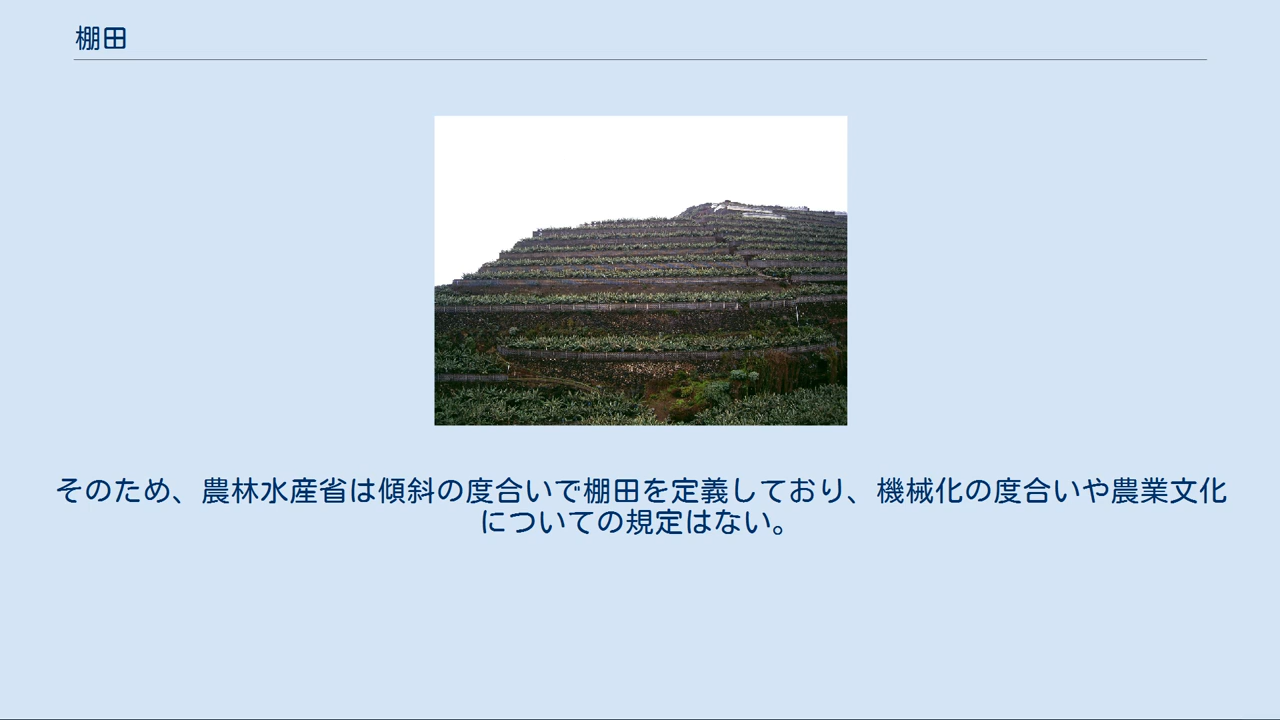 棚田
そのため、農林水産省は傾斜の度合いで棚田を定義しており、機械化の度合いや農業文化
についての規定はない。